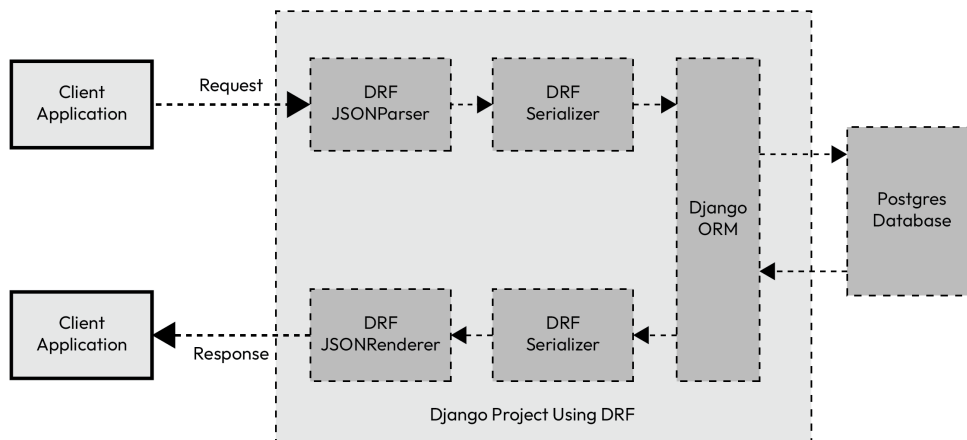 Client
Application
Request
DRF
JSONParser
DRF
Serializer
Django
ORM
Postgres
Database
Client
Application
Response
DRF
JSONRenderer
DRF
Serializer
Django Project Using DRF